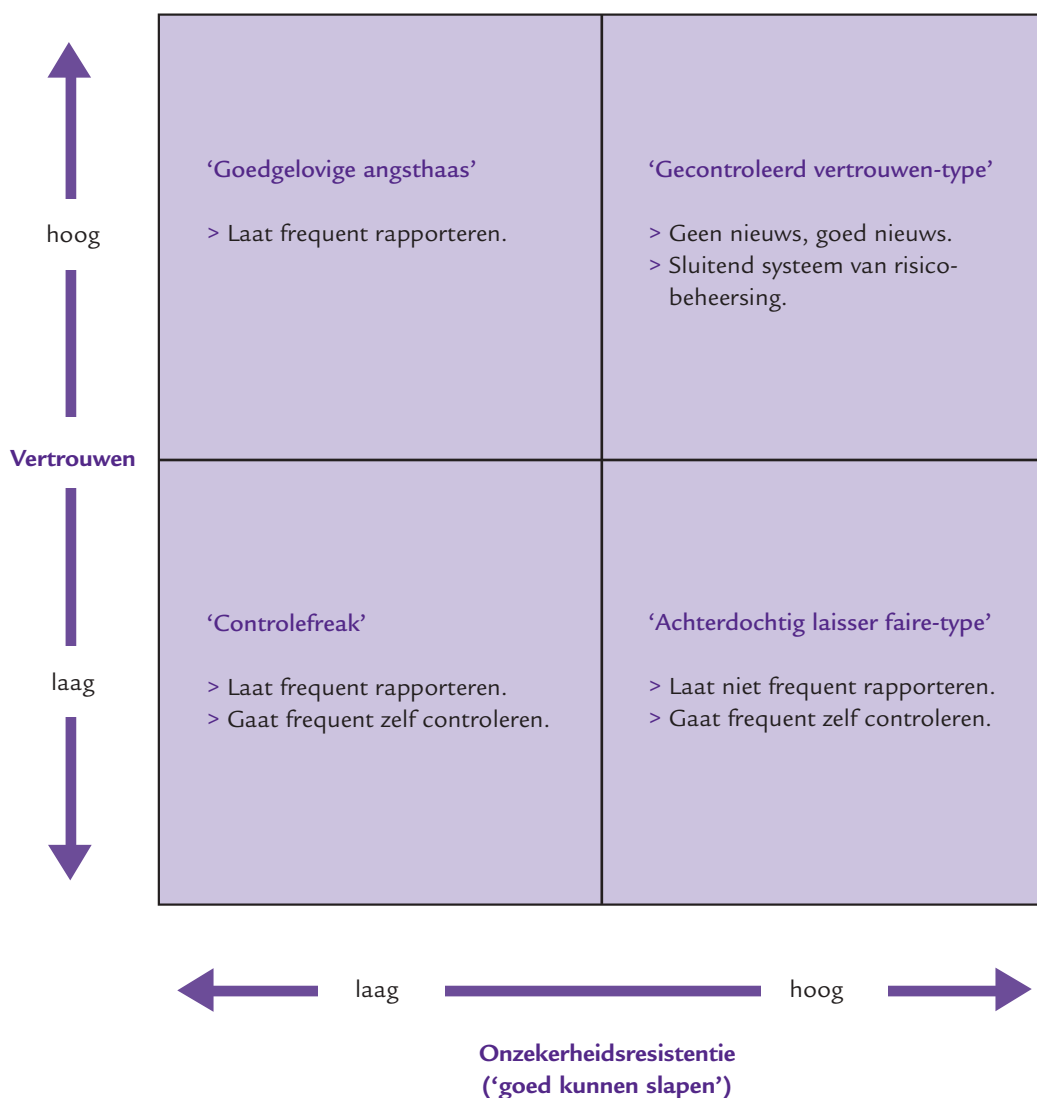 ‘Goedgelovige angsthaas’
> Laat frequent rapporteren.
‘Gecontroleerd vertrouwen-type’
> Geen nieuws, goed nieuws.
> Sluitend systeem van risico-
beheersing.
hoog
Vertrouwen
laag
‘Controlefreak’
> Laat frequent rapporteren.
> Gaat frequent zelf controleren.
‘Achterdochtig laisser faire-type’
> Laat niet frequent rapporteren.
> Gaat frequent zelf controleren.
laag
hoog
Onzekerheidsresistentie
(‘goed kunnen slapen’)